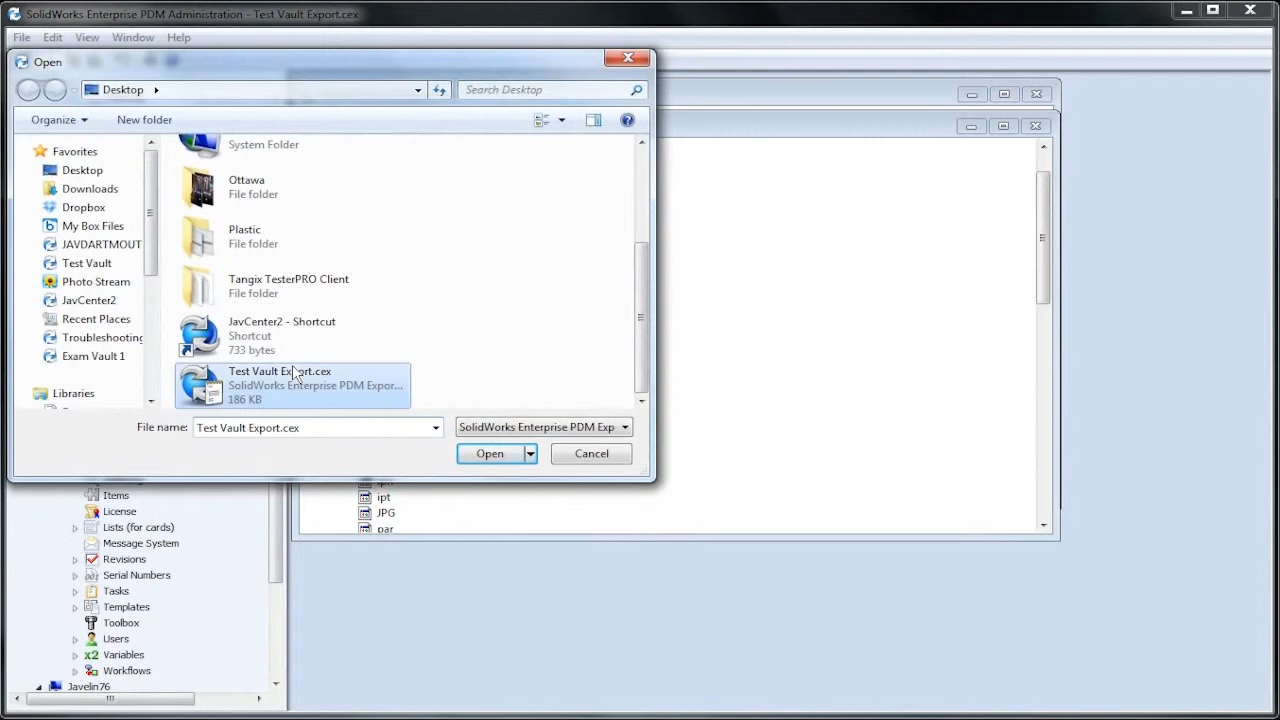 SolidWorks Enterprise PDM Administration - Test Vault Export.cex
File Edit View Window Help
Open
Desktop
Search Desktop
Organize New folder
Favorites
Desktop
Downloads
Dropbox
My Box Files
JAVDARTMOUT
Test Vault
Photo Stream
JavCenter2
Recent Places
Troubleshooting
Exam Vault 1
Libraries
System Folder
Ottawa
File folder
Plastic
File folder
Tangix TesterPRO Client
File folder
JavCenter2 - Shortcut
Shortcut
733 bytes
Test Vault Export.cex
SolidWorks Enterprise PDM Expor...
186 KB
File name: Test Vault Export.cex
SolidWorks Enterprise PDM Exp
Open Cancel
Items
License
Lists (for cards)
Message System
Revisions
Serial Numbers
Tasks
Templates
Toolbox
Users
Variables
Workflows
Javelin76
ipt
JPG
par